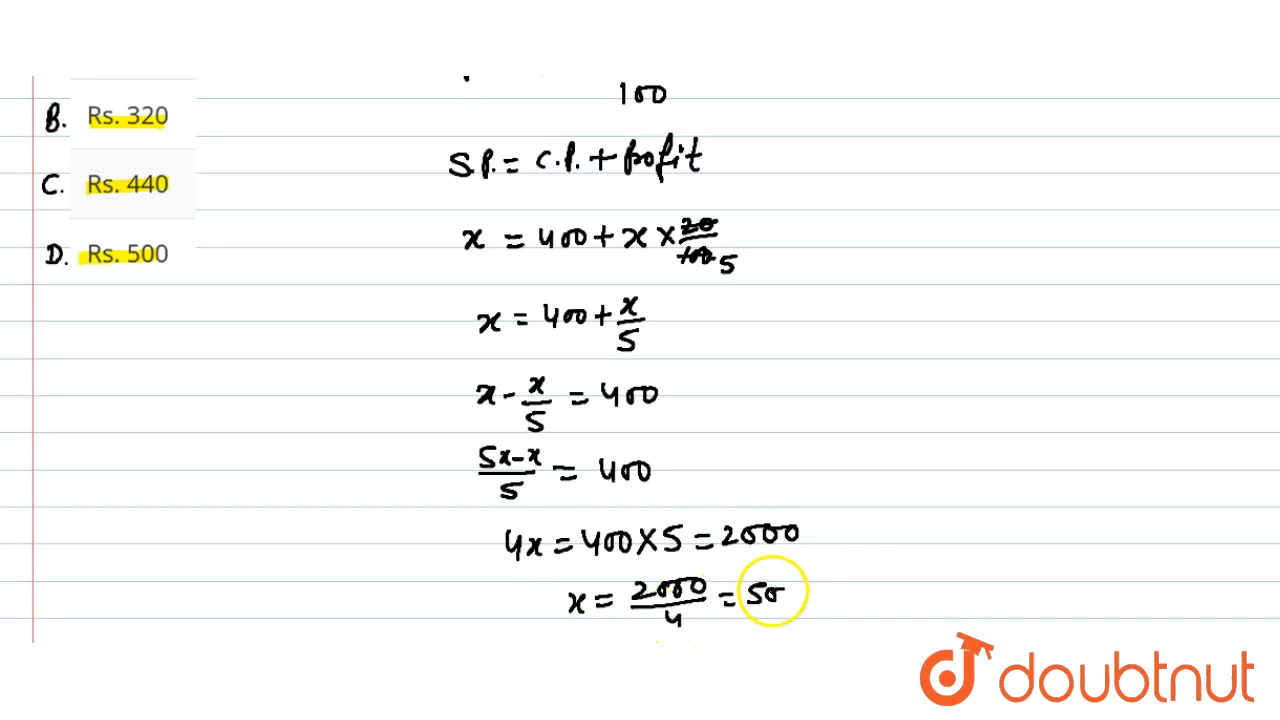 100
B. Rs. 320
S.P. = C.P. + profit
C. Rs. 440
x = 400 + x × 20/100 5
D. Rs. 500
x = 400 + x/5
x - x/5 = 400
5x-x/5 = 400
4x = 400 × 5 = 2000
x = 2000/4 = 50
doubtnut